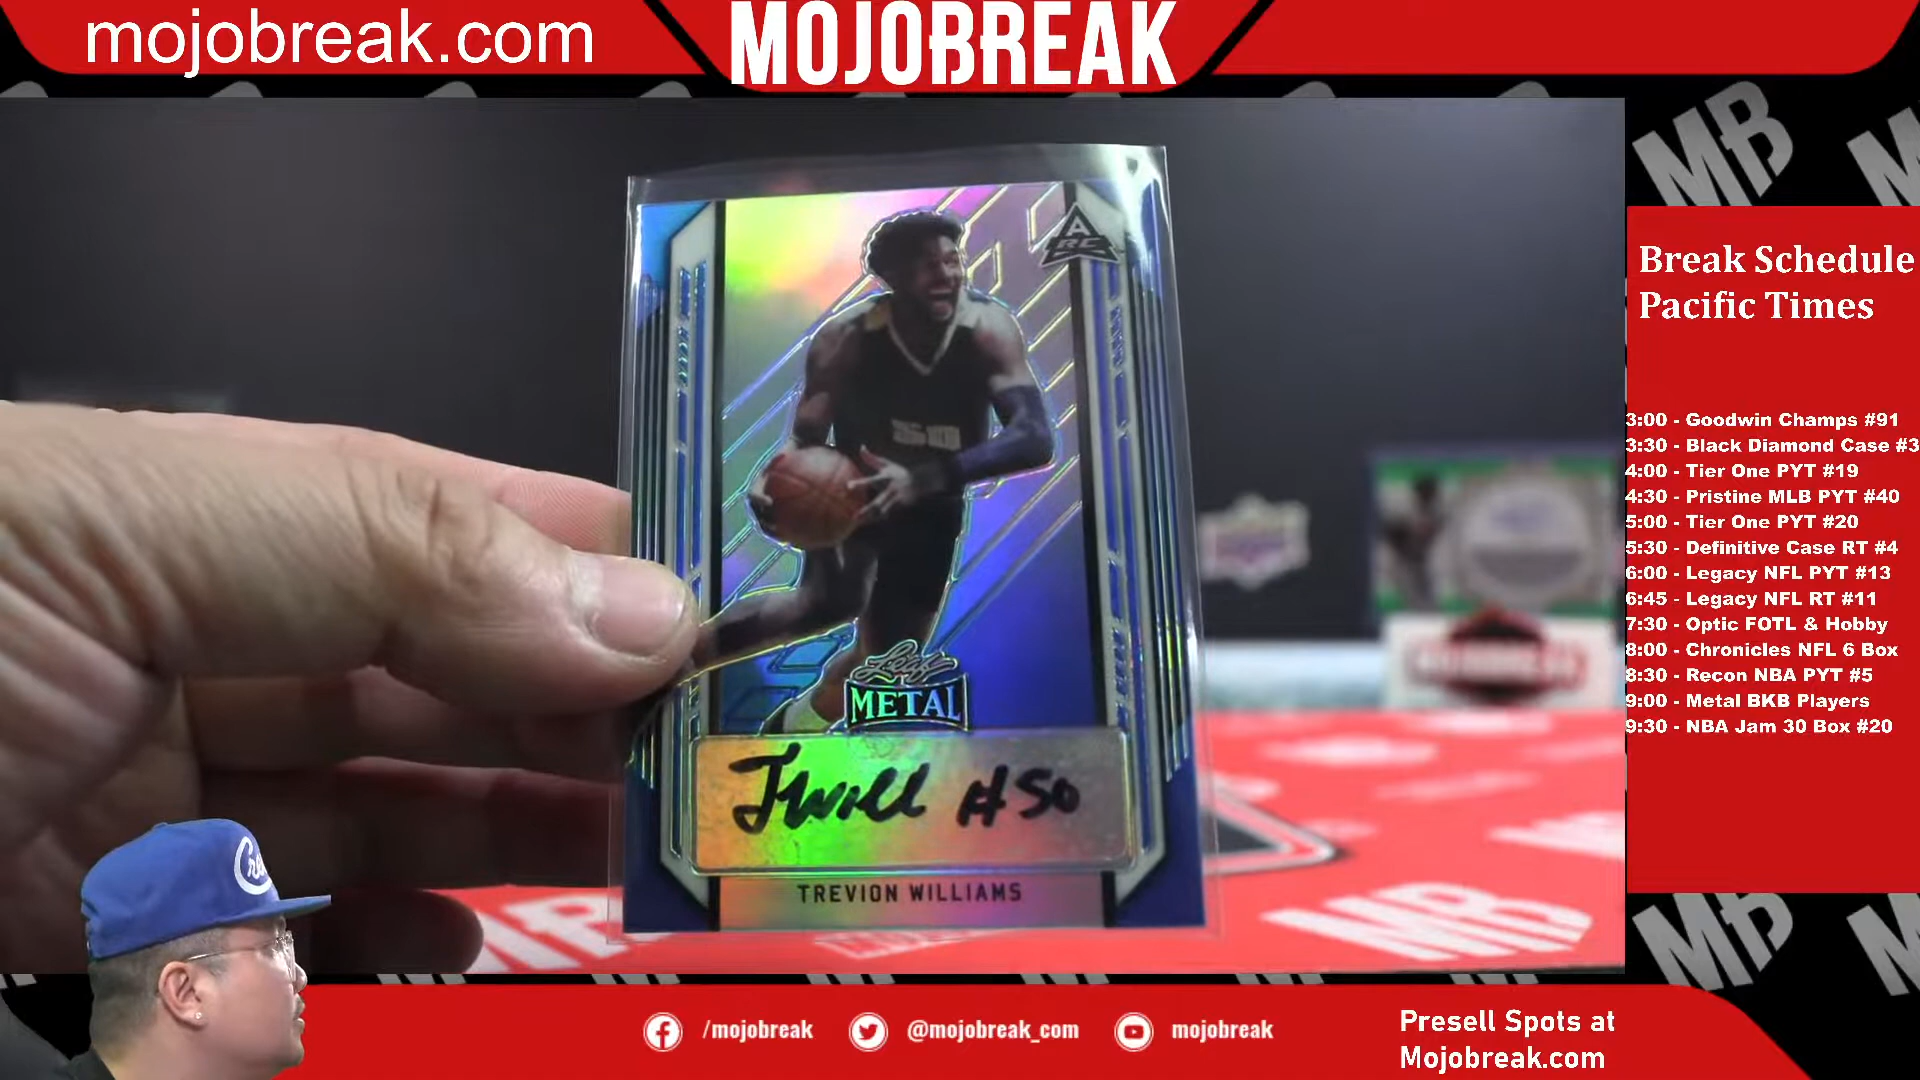 mojobreak.com
MOJOBREAK
MB
Break Schedule
Pacific Times
3:00 - Goodwin Champs #91
3:30 - Black Diamond Case #3
4:00 - Tier One PYT #19
4:30 - Pristine MLB PYT #40
5:00 - Tier One PYT #20
5:30 - Definitive Case RT #4
6:00 - Legacy NFL PYT #13
6:45 - Legacy NFL RT #11
7:30 - Optic FOTL & Hobby
8:00 - Chronicles NFL 6 Box
8:30 - Recon NBA PYT #5
9:00 - Metal BKB Players
9:30 - NBA Jam 30 Box #20
A
RC
Leaf
METAL
Twill #50
TREVION WILLIAMS
MB
MB
MB
/mojobreak
@mojobreak_com
mojobreak
Presell Spots at
Mojobreak.com